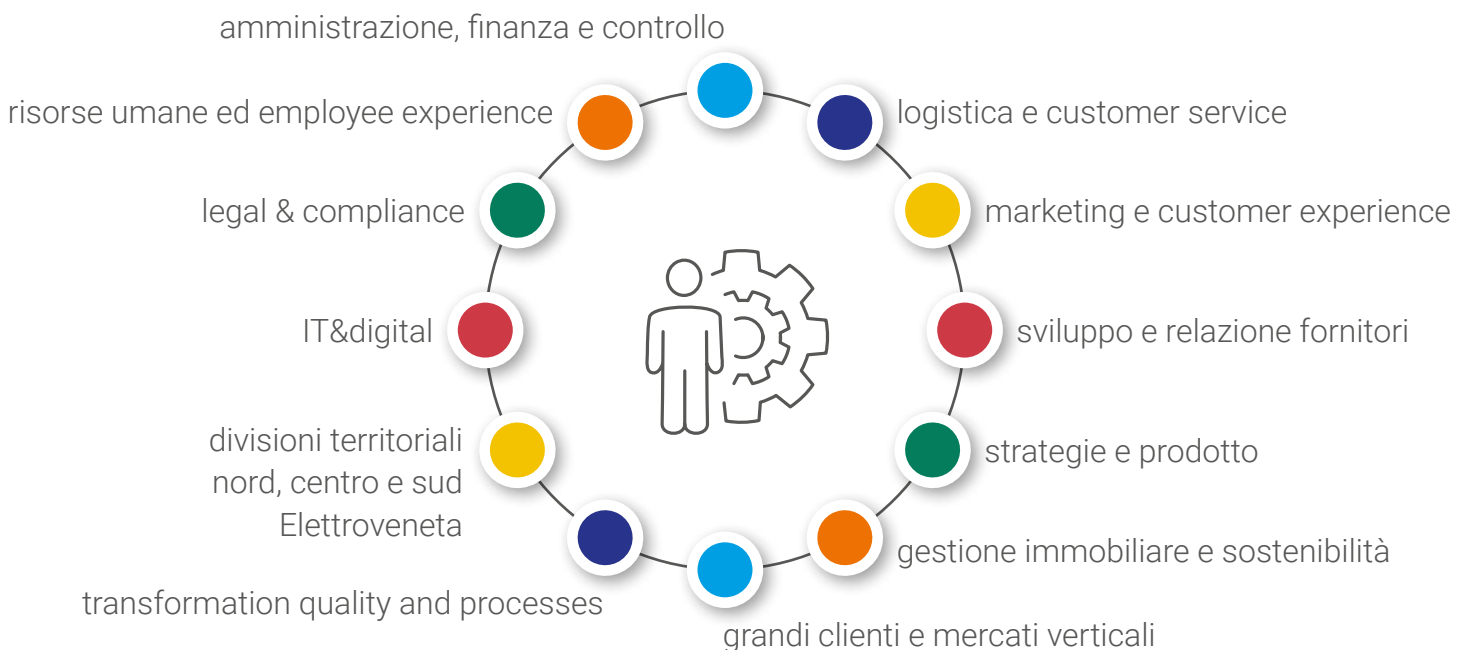 amministrazione, finanza e controllo
risorse umane ed employee experience
logistica e customer service
legal & compliance
marketing e customer experience
IT&digital
sviluppo e relazione fornitori
divisioni territoriali
nord, centro e sud
Elettroveneta
strategie e prodotto
gestione immobiliare e sostenibilità
transformation quality and processes
grandi clienti e mercati verticali